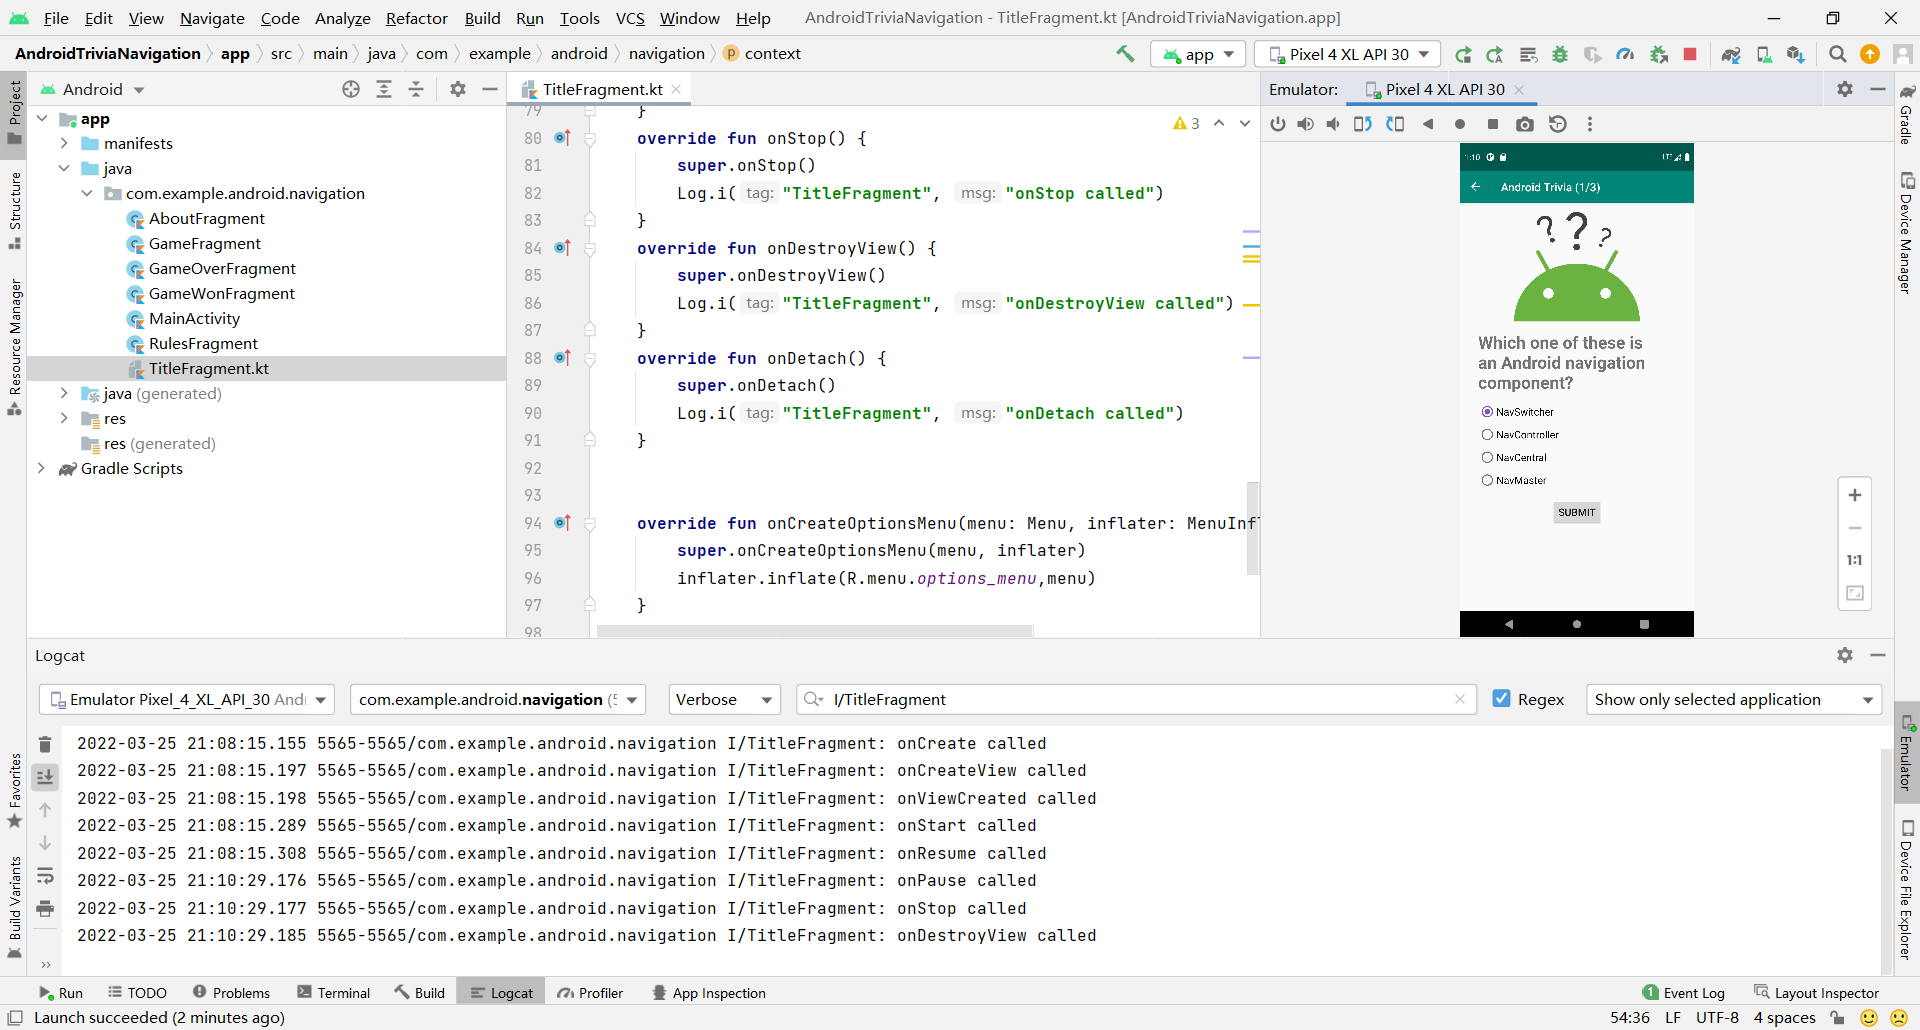 File Edit View Navigate Code Analyze Refactor Build Run Tools VCS Window Help AndroidTriviaNavigation - TitleFragment.kt [AndroidTriviaNavigation.app]
AndroidTriviaNavigation app src main java com example android navigation context
app Pixel 4 XL API 30
Android
TitleFragment.kt
Emulator: Pixel 4 XL API 30
Project
Structure
Resource Manager
Favorites
Build Variants
app
manifests
java
com.example.android.navigation
AboutFragment
GameFragment
GameOverFragment
GameWonFragment
MainActivity
RulesFragment
TitleFragment.kt
java (generated)
res
res (generated)
Gradle Scripts
3
79 }
80 override fun onStop() {
81 super.onStop()
82 Log.i( tag: "TitleFragment", msg: "onStop called")
83 }
84 override fun onDestroyView() {
85 super.onDestroyView()
86 Log.i( tag: "TitleFragment", msg: "onDestroyView called")
87 }
88 override fun onDetach() {
89 super.onDetach()
90 Log.i( tag: "TitleFragment", msg: "onDetach called")
91 }
92
93
94 override fun onCreateOptionsMenu(menu: Menu, inflater: MenuInf
95 super.onCreateOptionsMenu(menu, inflater)
96 inflater.inflate(R.menu.options_menu,menu)
97 }
98
1:10 LTE
Android Trivia (1/3)
? ? ?
Which one of these is
an Android navigation
component?
NavSwitcher
NavController
NavCentral
NavMaster
SUBMIT
1:1
Gradle
Device Manager
Emulator
Device File Explorer
Logcat
Emulator Pixel_4_XL_API_30 And com.example.android.navigation (5 Verbose I/TitleFragment Regex Show only selected application
2022-03-25 21:08:15.155 5565-5565/com.example.android.navigation I/TitleFragment: onCreate called
2022-03-25 21:08:15.197 5565-5565/com.example.android.navigation I/TitleFragment: onCreateView called
2022-03-25 21:08:15.198 5565-5565/com.example.android.navigation I/TitleFragment: onViewCreated called
2022-03-25 21:08:15.289 5565-5565/com.example.android.navigation I/TitleFragment: onStart called
2022-03-25 21:08:15.308 5565-5565/com.example.android.navigation I/TitleFragment: onResume called
2022-03-25 21:10:29.176 5565-5565/com.example.android.navigation I/TitleFragment: onPause called
2022-03-25 21:10:29.177 5565-5565/com.example.android.navigation I/TitleFragment: onStop called
2022-03-25 21:10:29.185 5565-5565/com.example.android.navigation I/TitleFragment: onDestroyView called
Run TODO Problems Terminal Build Logcat Profiler App Inspection 1 Event Log Layout Inspector
Launch succeeded (2 minutes ago) 54:36 LF UTF-8 4 spaces